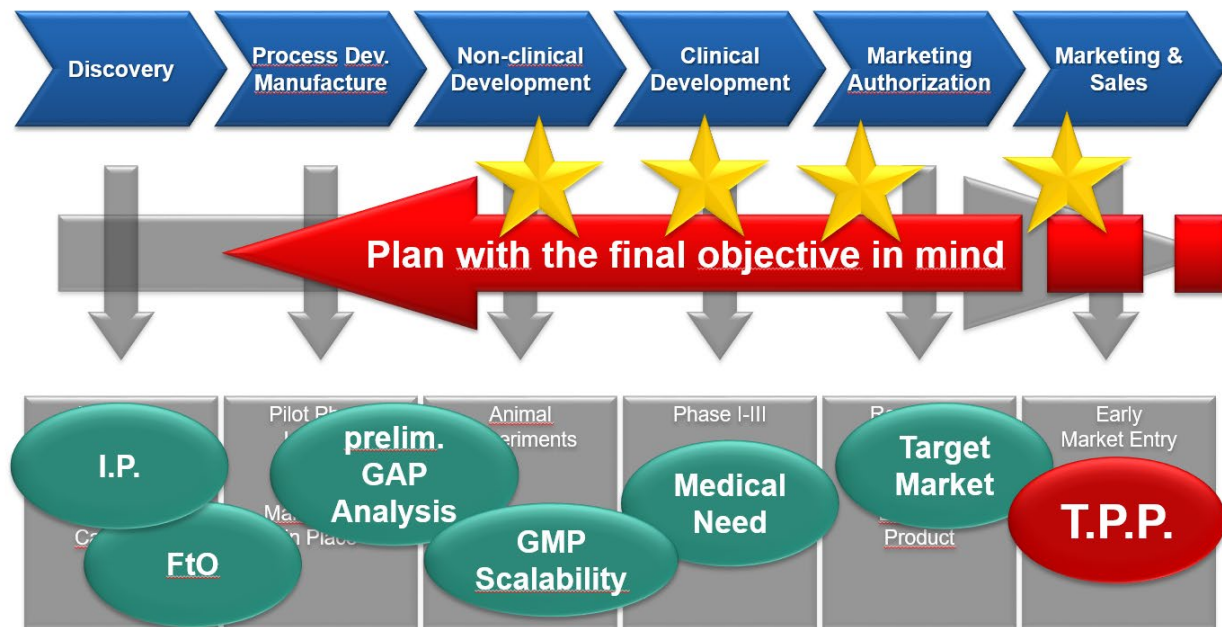 Discovery
Process Dev.
Manufacture
Non-clinical
Development
Clinical
Development
Marketing
Authorization
Marketing &
Sales
Plan with the final objective in mind
I.P.
FtO
Pilot
prelim.
GAP
Analysis
in Place
Animal
GMP
Scalability
Phase I-III
Medical
Need
Target
Market
Product
Early
Market Entry
T.P.P.